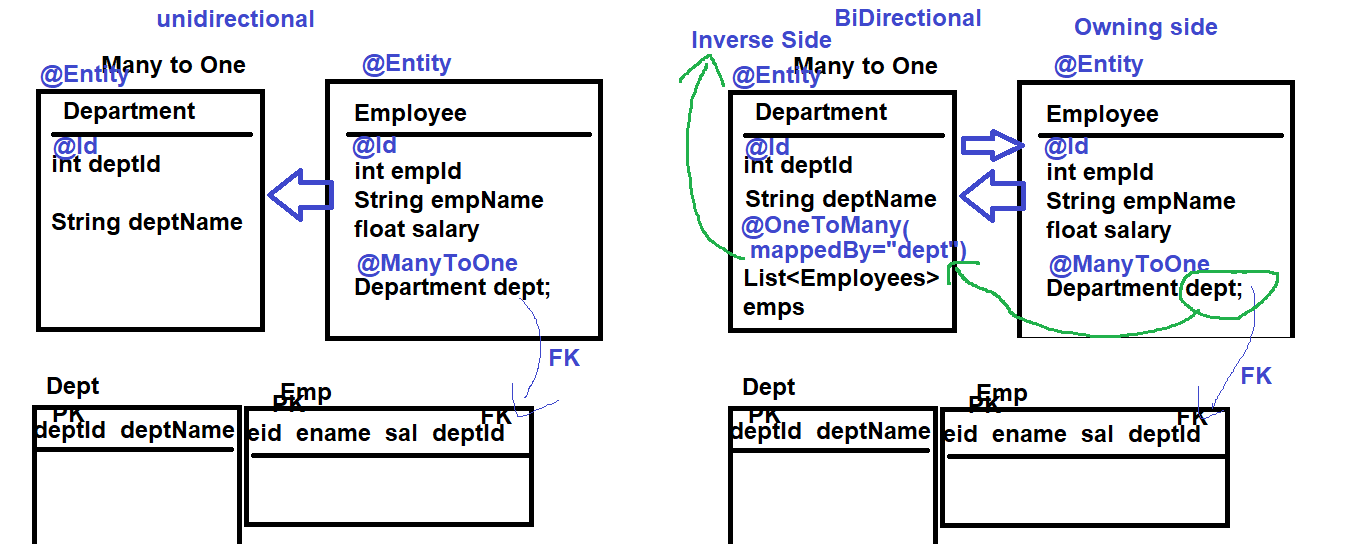 unidirectional
Many to One
@Entity
@Entity
Department
Employee
@Id
@Id
int deptId
int empId
String empName
String deptName
float salary
@ManyToOne
Department dept;
FK
Dept
Emp
PK
PK
FK
deptId deptName
eid ename sal deptId
BiDirectional
Inverse Side
Owning side
Many to One
@Entity
@Entity
Department
Employee
@Id
@Id
int deptId
int empId
String deptName
String empName
@OneToMany(
mappedBy="dept")
float salary
@ManyToOne
List<Employees>
emps
Department dept;
FK
Dept
Emp
PK
PK
FK
deptId deptName
eid ename sal deptId